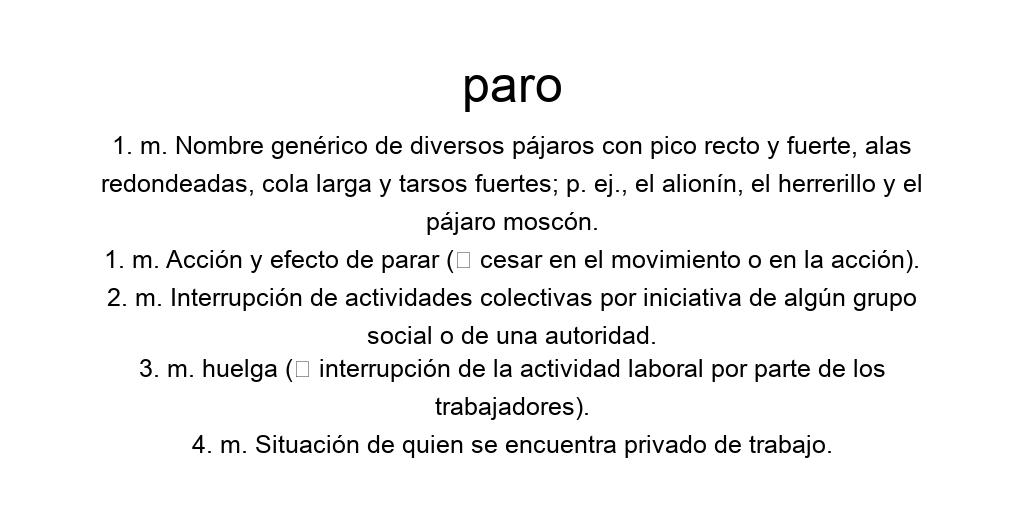 paro
1. m. Nombre genérico de diversos pájaros con pico recto y fuerte, alas
redondeadas, cola larga y tarsos fuertes; p. ej., el alionín, el herrerillo y el
pájaro moscón.
1. m. Acción y efecto de parar (▯ cesar en el movimiento o en la acción).
2. m. Interrupción de actividades colectivas por iniciativa de algún grupo
social o de una autoridad.
3. m. huelga (▯ interrupción de la actividad laboral por parte de los
trabajadores).
4. m. Situación de quien se encuentra privado de trabajo.